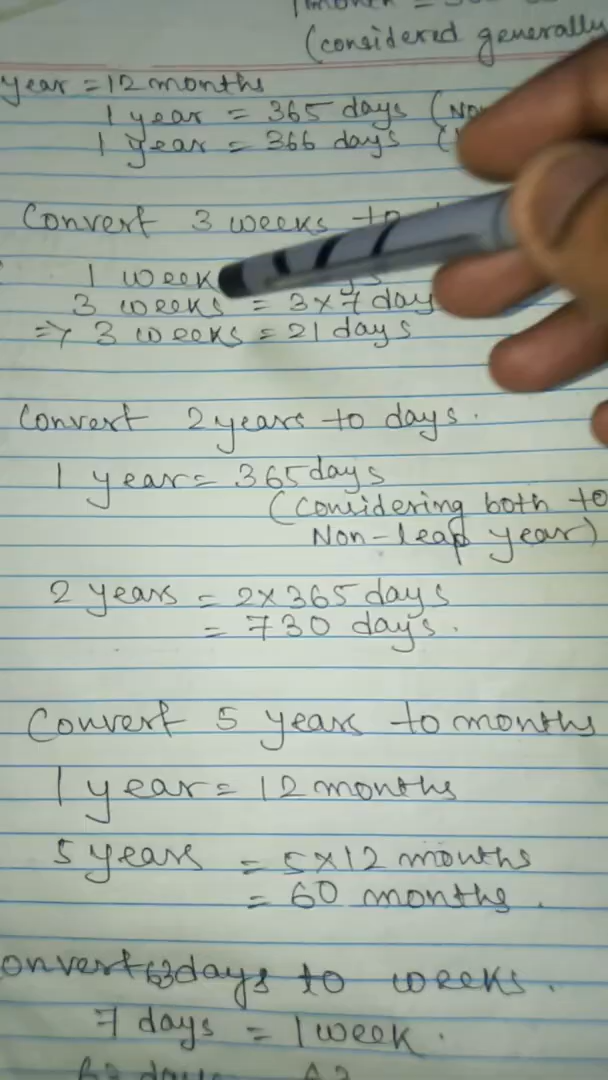 (considered generally
year = 12 months
1 year = 365 days
1 year = 366 days
Convert 3 weeks to
1 week
3 weeks = 3 x 7 day
=> 3 weeks = 21 days
Convert 2 years to days.
1 year = 365 days
(Considering both to
Non-leap year)
2 years = 2 x 365 days
= 730 days.
Convert 5 years to months
1 year = 12 months
5 years = 5 x 12 months
= 60 months.
onvert 63 days to weeks.
7 days = 1 week.